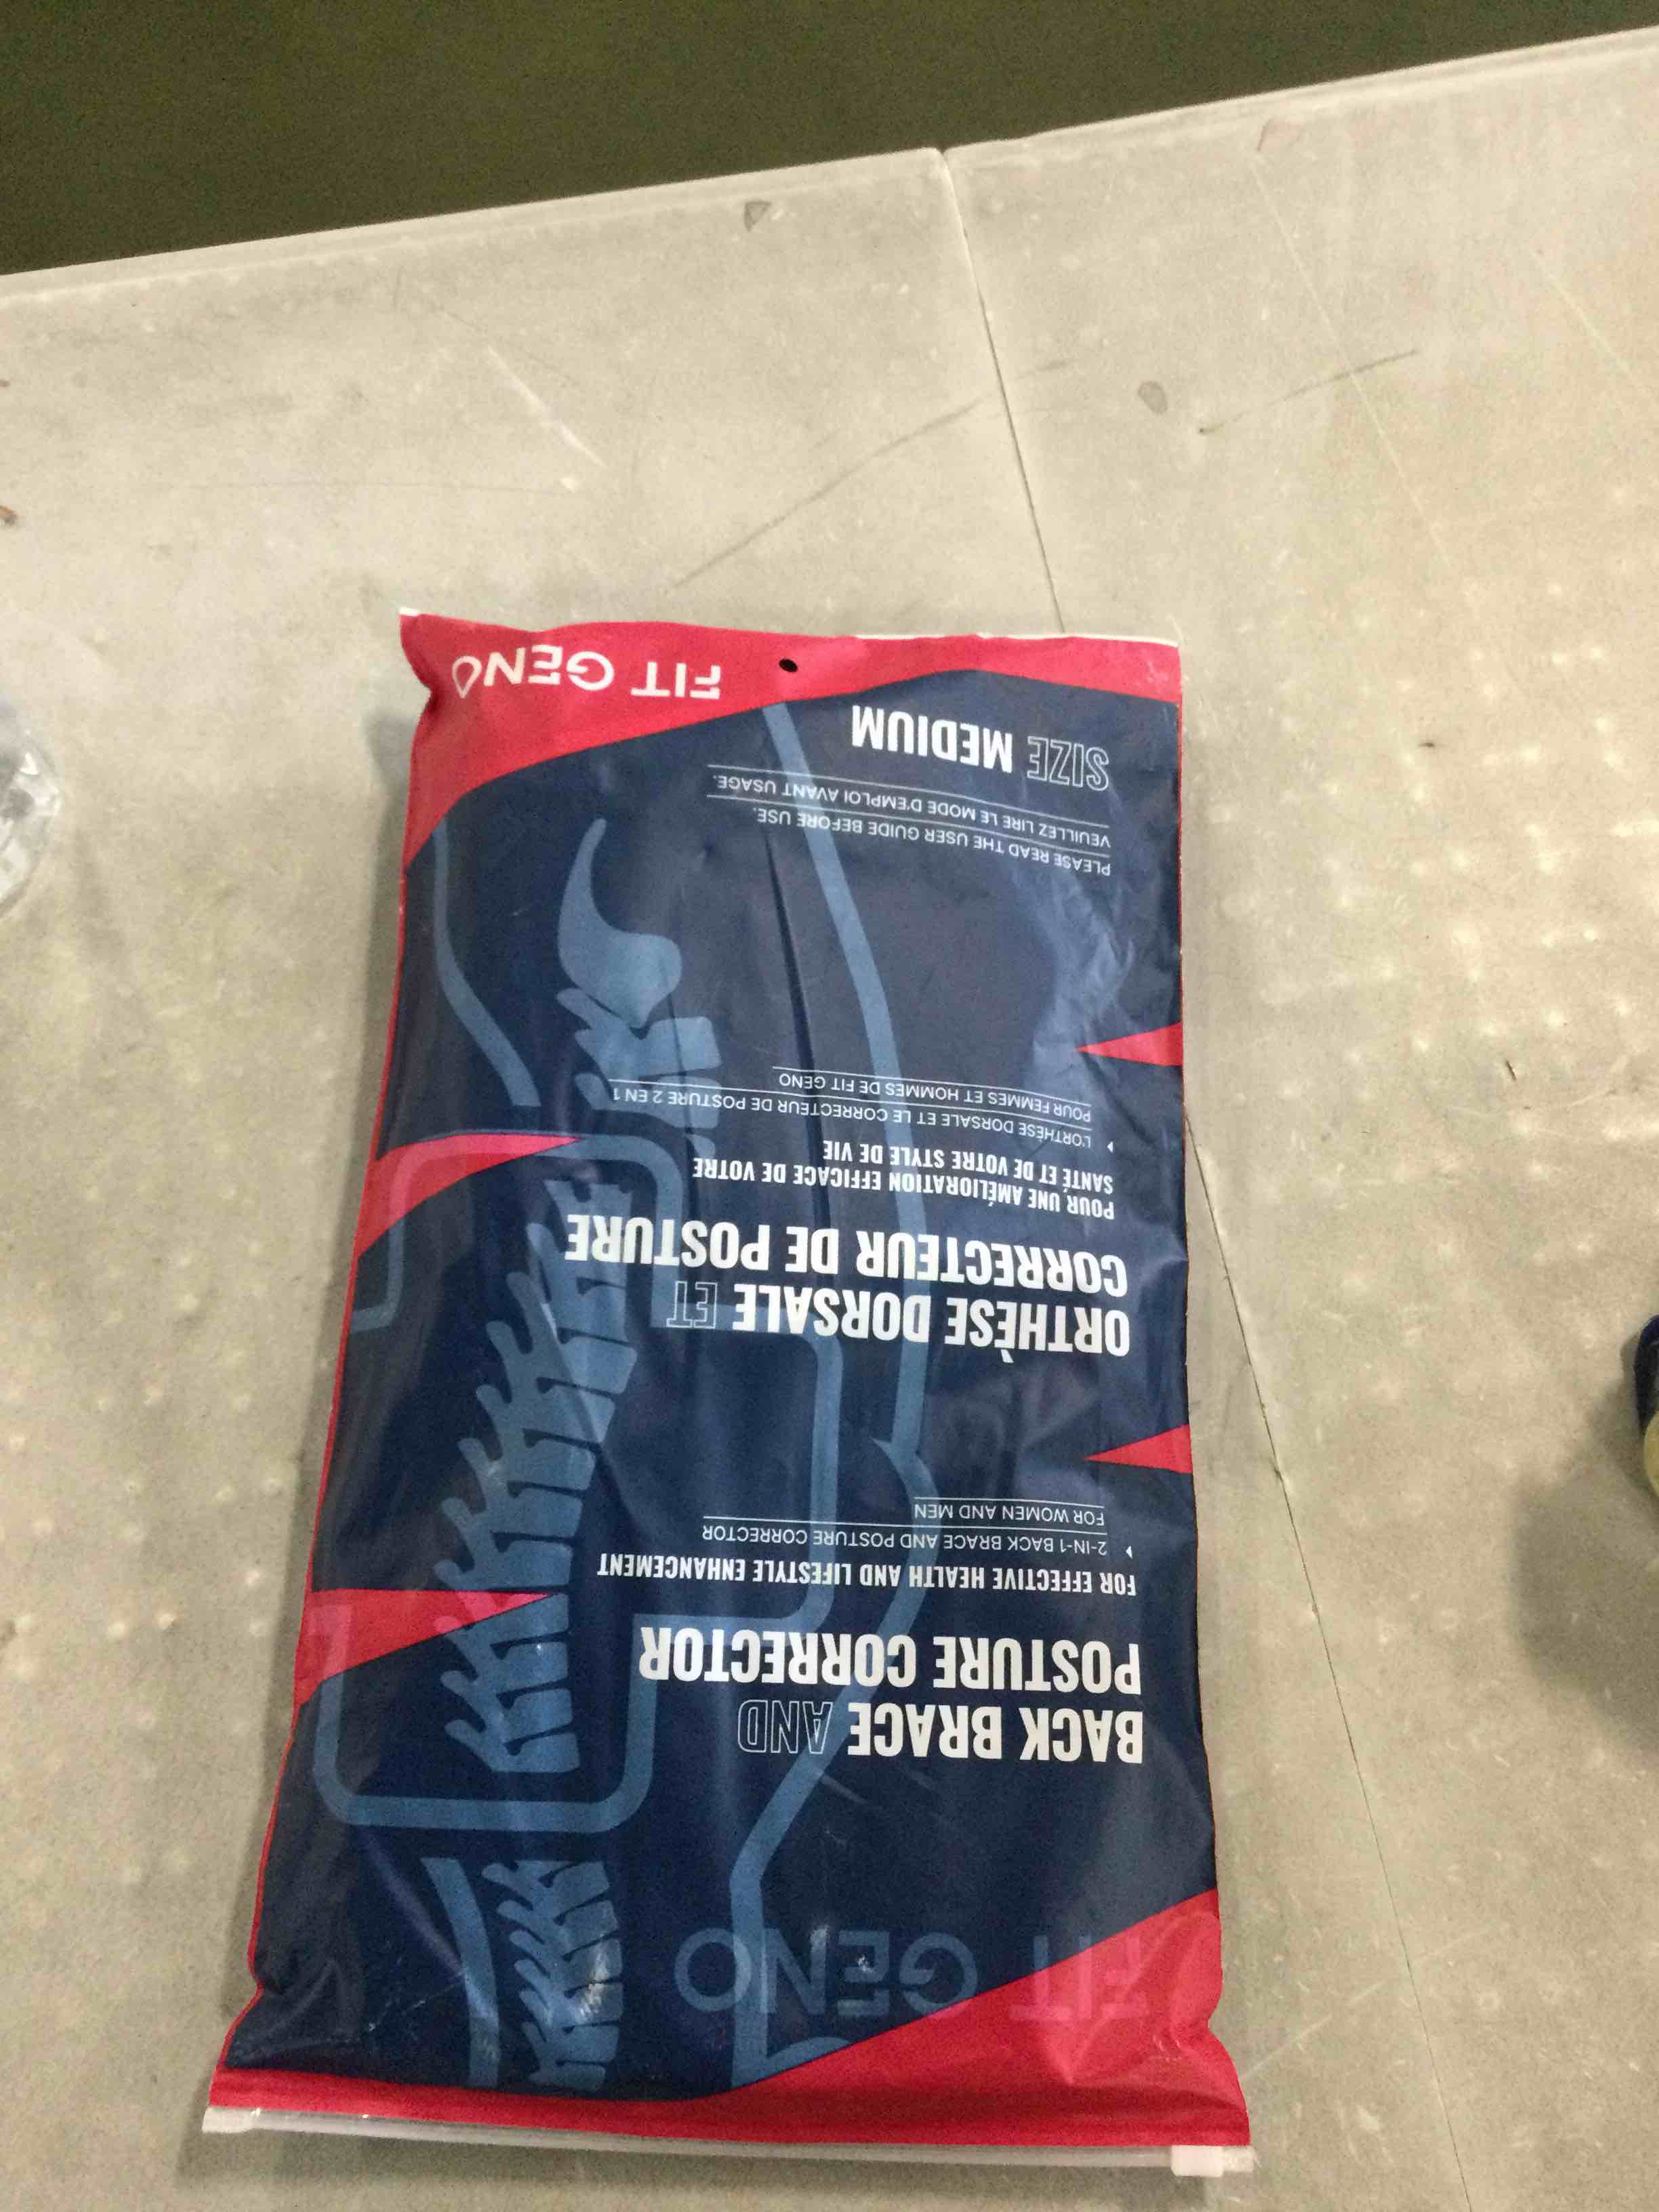 FIT GENO
BACK BRACE AND
POSTURE CORRECTOR
FOR EFFECTIVE HEALTH AND LIFESTYLE ENHANCEMENT
2-IN-1 BACK BRACE AND POSTURE CORRECTOR
FOR WOMEN AND MEN
ORTHÈSE DORSALE ET
CORRECTEUR DE POSTURE
POUR UNE AMÉLIORATION EFFICACE DE VOTRE
SANTÉ ET DE VOTRE STYLE DE VIE
L'ORTHÈSE DORSALE ET LE CORRECTEUR DE POSTURE 2 EN 1
POUR FEMMES ET HOMMES DE FIT GENO
PLEASE READ THE USER GUIDE BEFORE USE.
VEUILLEZ LIRE LE MODE D'EMPLOI AVANT USAGE.
SIZE MEDIUM
FIT GENO